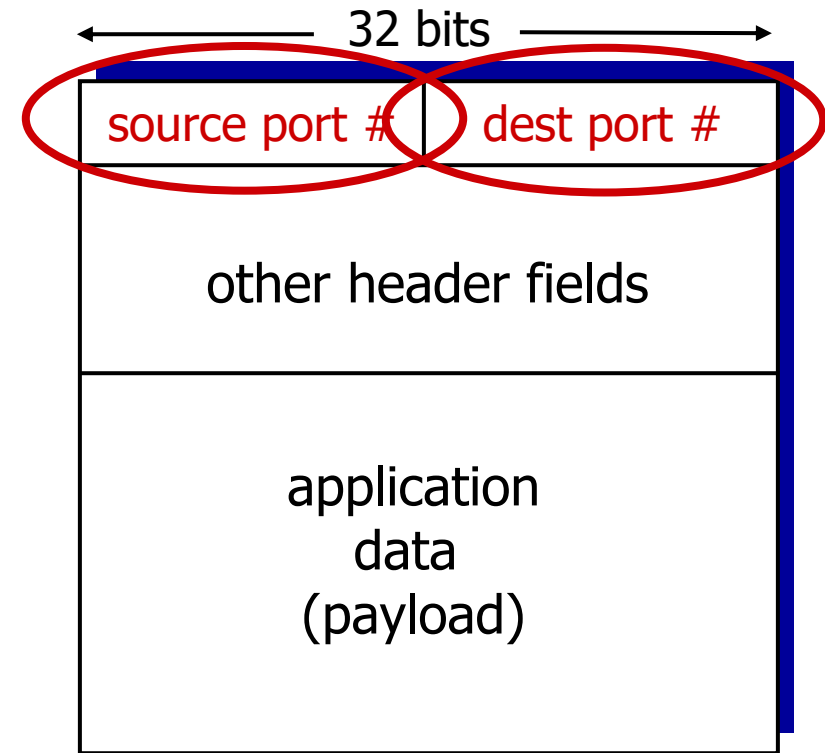 32 bits
source port #
dest port #
other header fields
application
data
(payload)